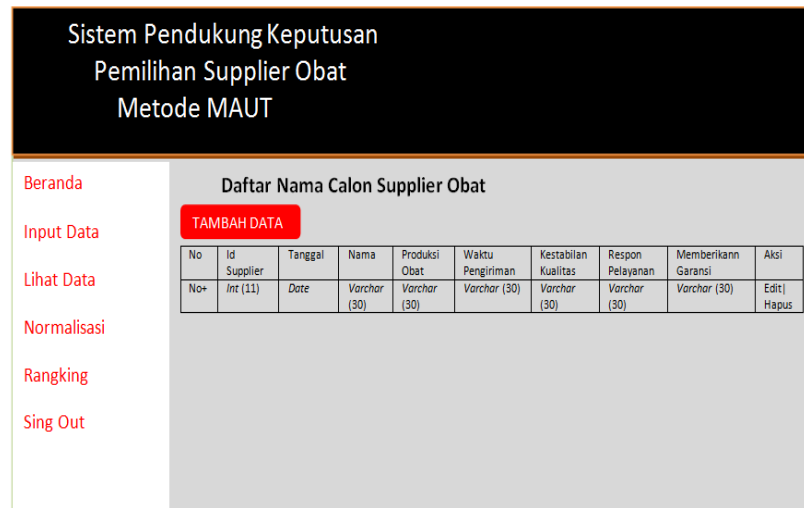 Sistem Pendukung Keputusan
Pemilihan Supplier Obat
Metode MAUT
Beranda
Input Data
Lihat Data
Normalisasi
Rangking
Sing Out
Daftar Nama Calon Supplier Obat
TAMBAH DATA
No Id Supplier Tanggal Nama Produksi Obat Waktu Pengiriman Kestabilan Kualitas Respon Pelayanan Memberikann Garansi Aksi
No+ Int (11) Date Varchar (30) Varchar (30) Varchar (30) Varchar (30) Varchar (30) Varchar (30) Edit| Hapus